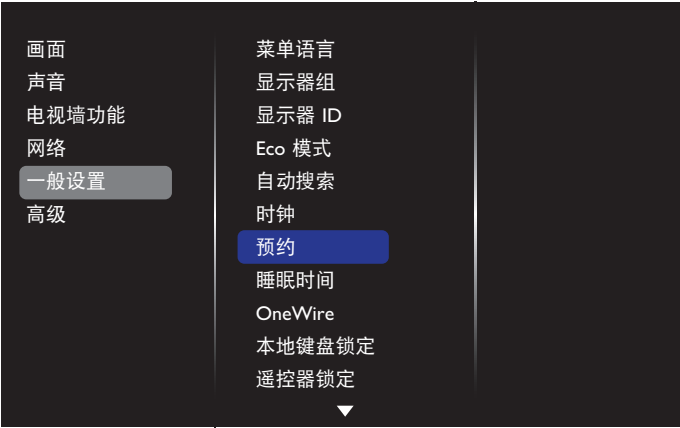 画面
声音
电视墙功能
网络
一般设置
高级
菜单语言
显示器组
显示器 ID
Eco 模式
自动搜索
时钟
预约
睡眠时间
OneWire
本地键盘锁定
遥控器锁定